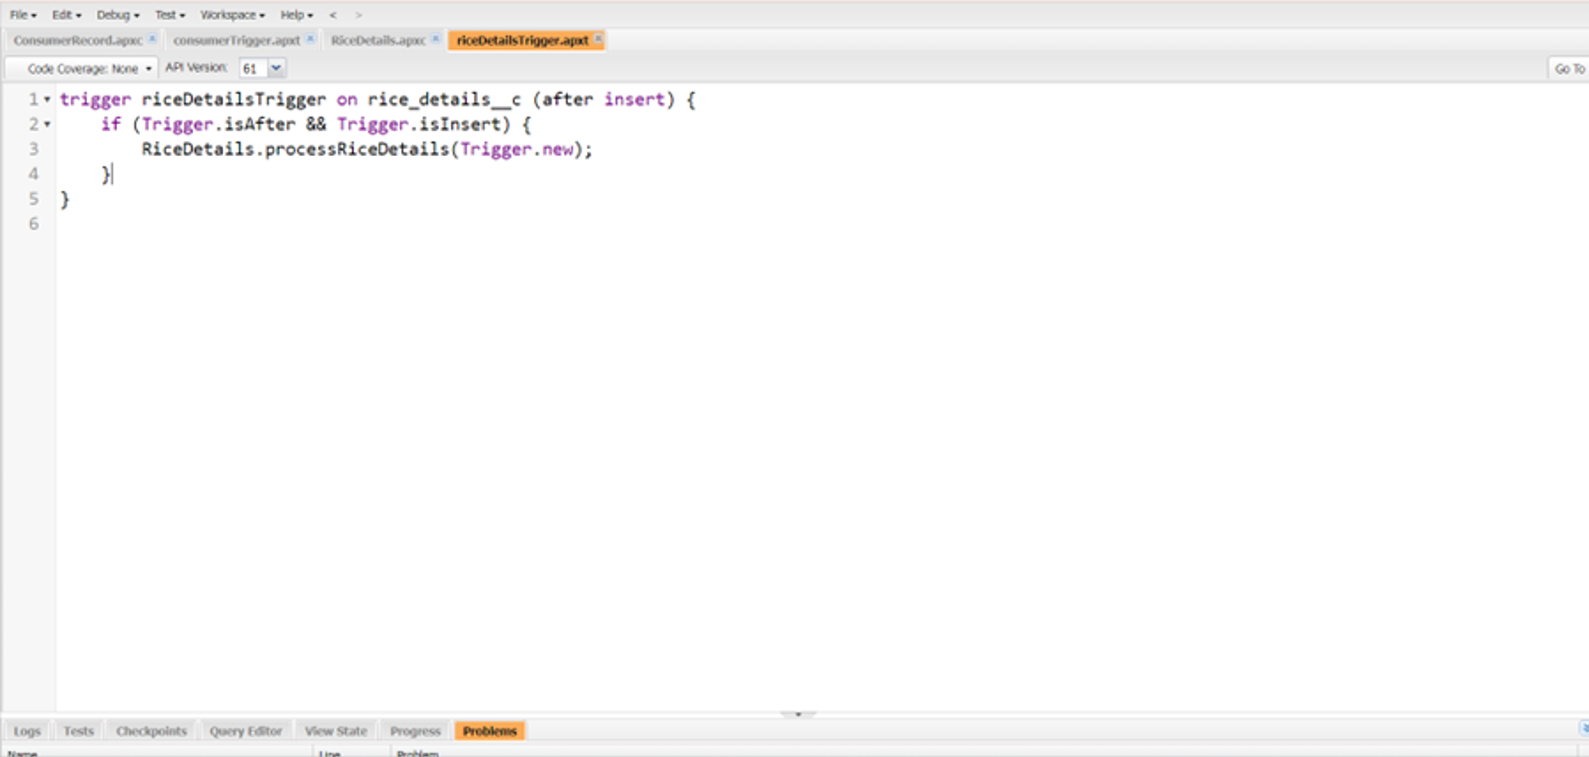 File Edit Debug Test Workspace Help < >
ConsumerRecord.apxc consumerTrigger.apxt RiceDetails.apxc riceDetailsTrigger.apxt
Code Coverage: None API Version: 61 Go To
1 trigger riceDetailsTrigger on rice_details__c (after insert) {
2 if (Trigger.isAfter && Trigger.isInsert) {
3 RiceDetails.processRiceDetails(Trigger.new);
4 }
5 }
6
Logs Tests Checkpoints Query Editor View State Progress Problems
Name Line Problem